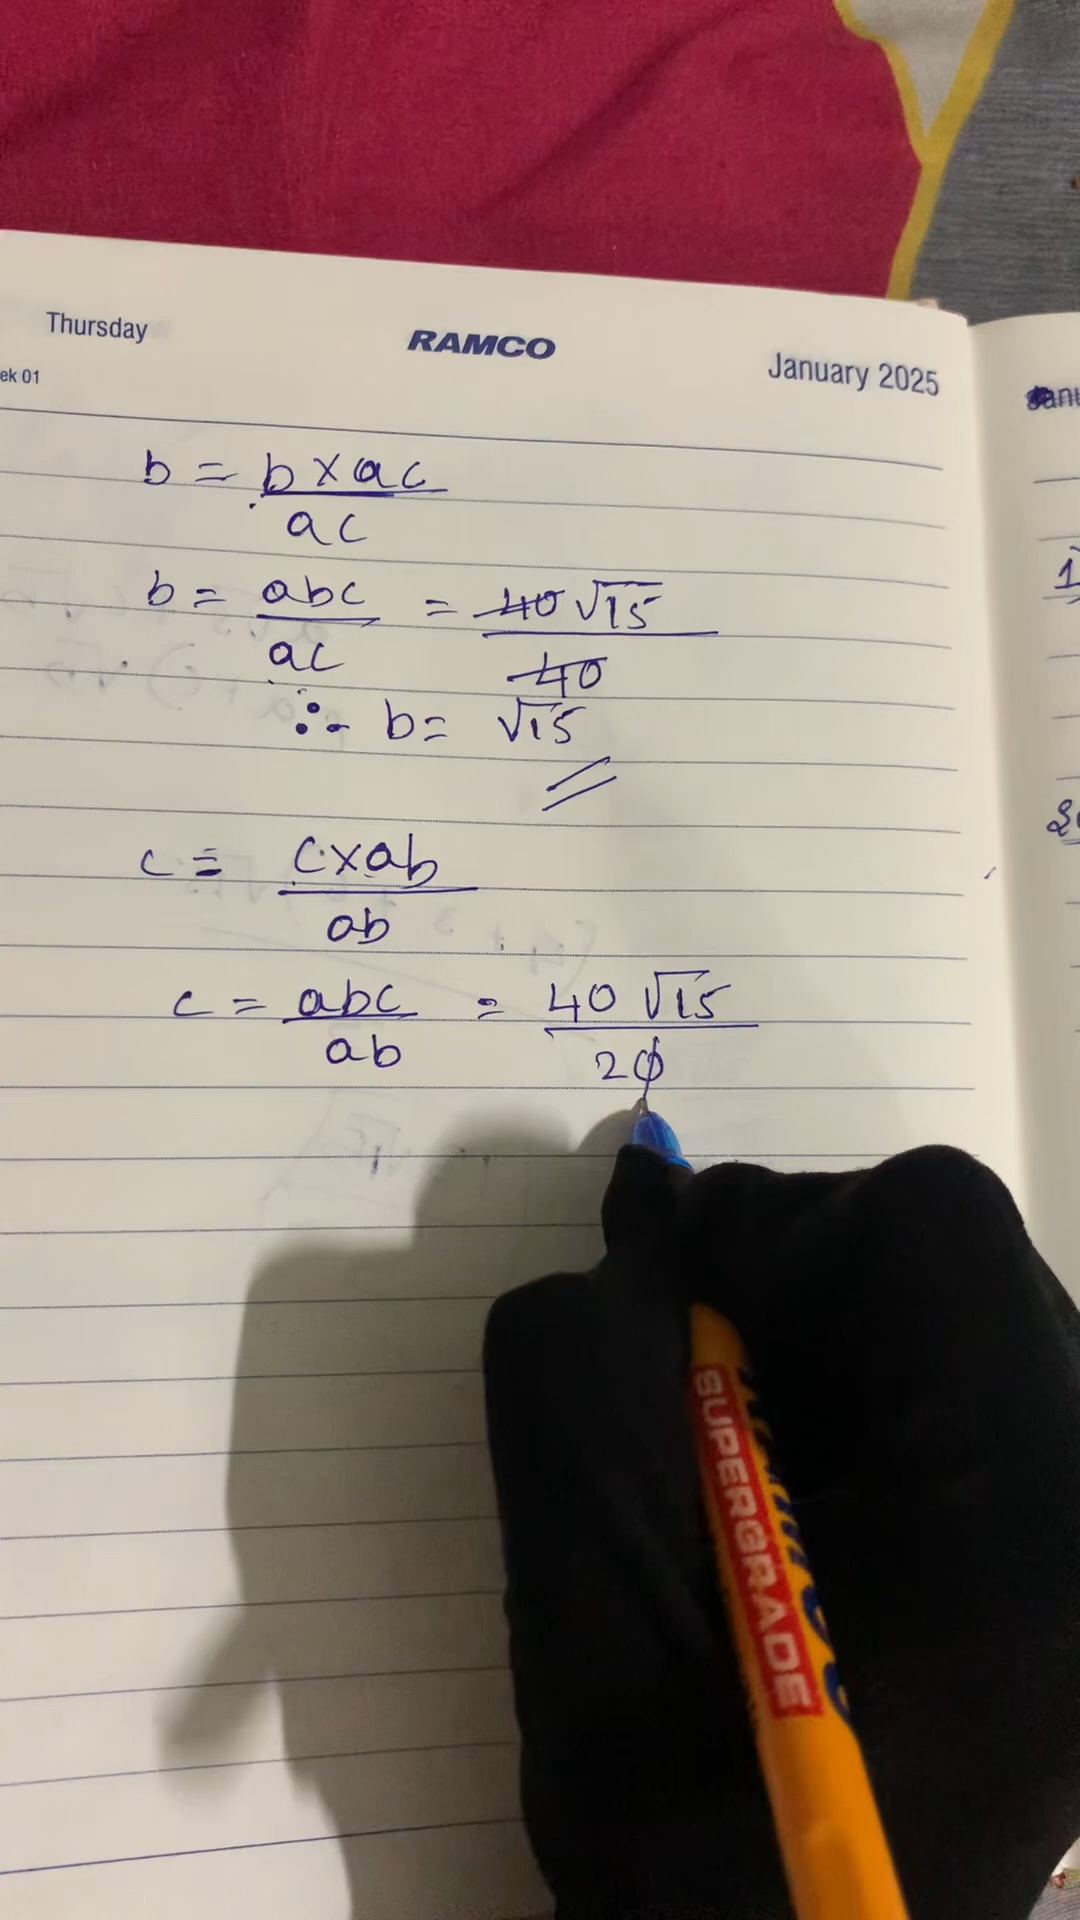 Thursday RAMCO January 2025
ek 01
b = b × ac / ac
b = abc / ac = 40 √15 / 40
∴ b = √15
c = c × ab / ab
c = abc / ab = 40 √15 / 20
SUPERGRADE